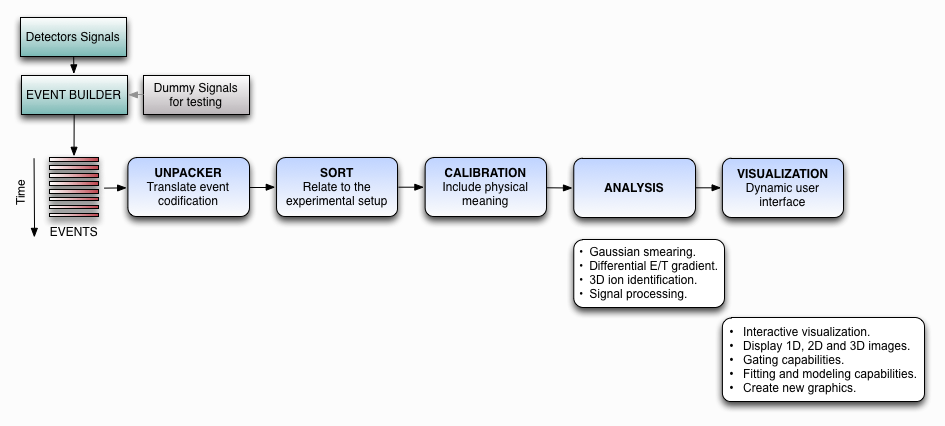 Detectors Signals
EVENT BUILDER
Dummy Signals
for testing
Time
EVENTS
UNPACKER
Translate event
codification
SORT
Relate to the
experimental setup
CALIBRATION
Include physical
meaning
ANALYSIS
VISUALIZATION
Dynamic user
interface
• Gaussian smearing.
• Differential E/T gradient.
• 3D ion identification.
• Signal processing.
• Interactive visualization.
• Display 1D, 2D and 3D images.
• Gating capabilities.
• Fitting and modeling capabilities.
• Create new graphics.